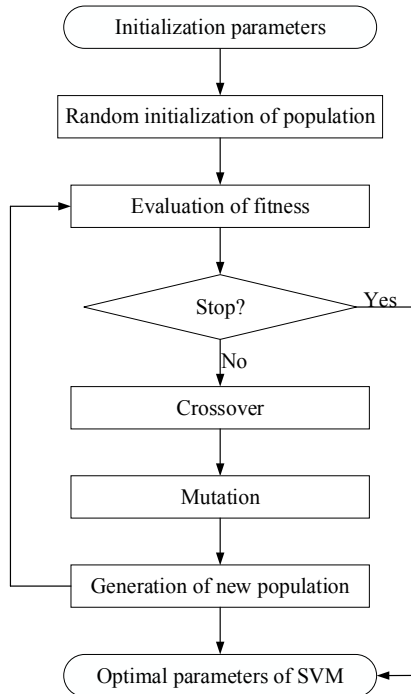 Initialization parameters
Random initialization of population
Evaluation of fitness
Stop?
Yes
No
Crossover
Mutation
Generation of new population
Optimal parameters of SVM